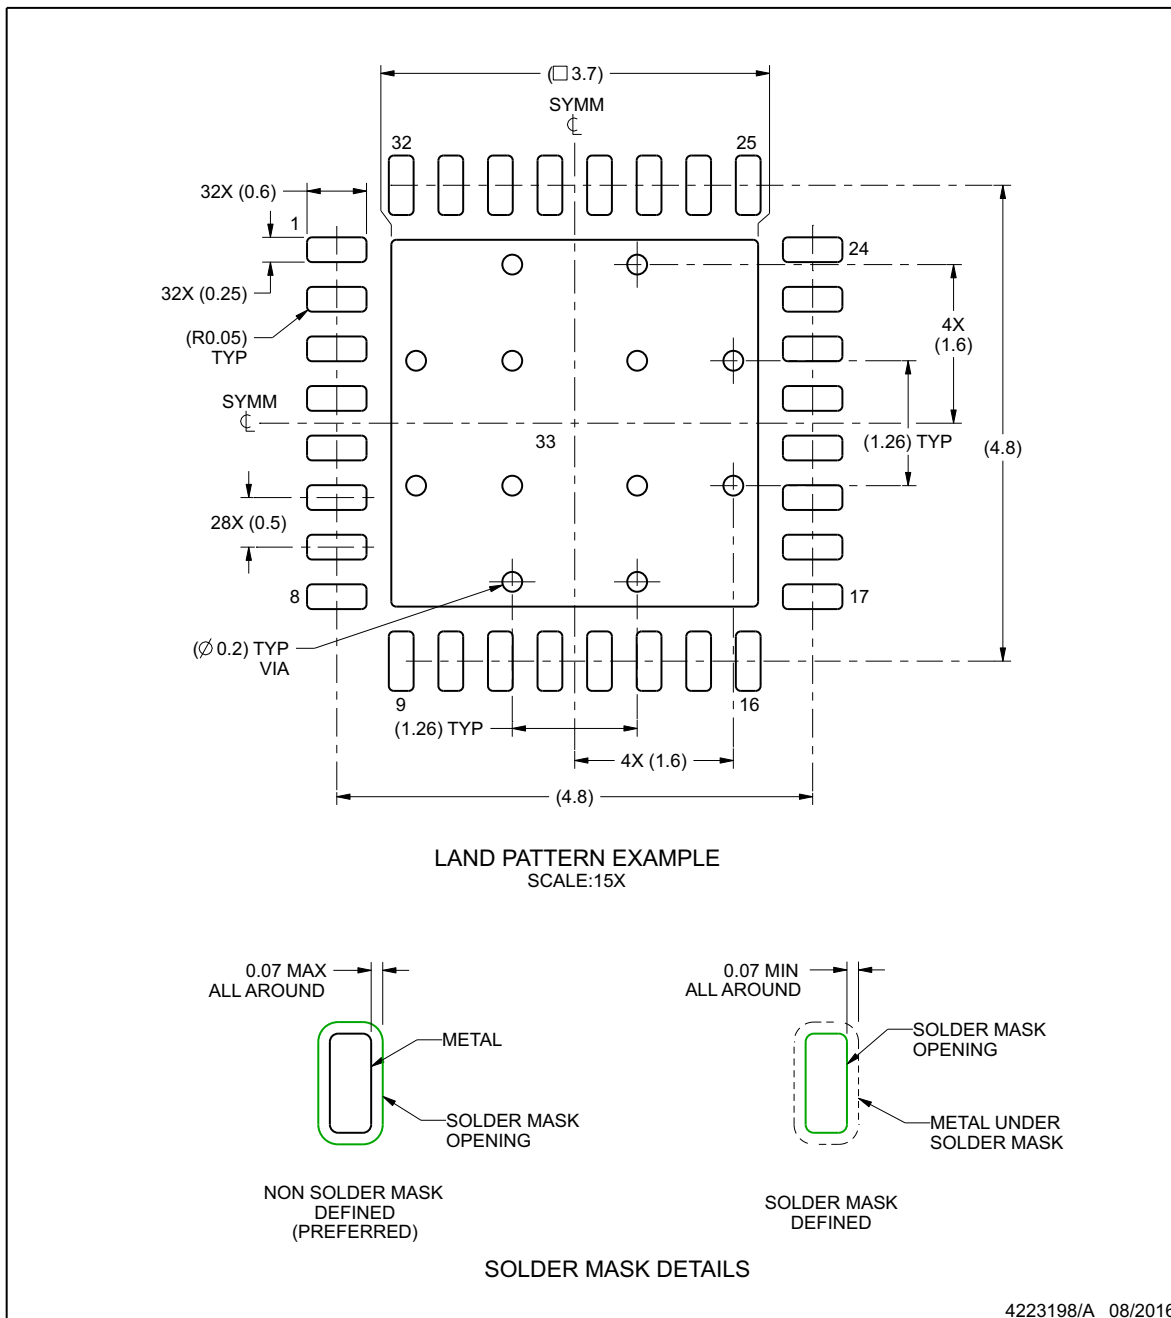 (□ 3.7)
SYMM
℄
32
25
32X (0.6)
1
24
32X (0.25)
(R0.05)
TYP
4X
(1.6)
SYMM
℄
33
(1.26) TYP
(4.8)
28X (0.5)
8
17
(∅ 0.2) TYP
VIA
9
16
(1.26) TYP
4X (1.6)
(4.8)
LAND PATTERN EXAMPLE
SCALE:15X
0.07 MAX
ALL AROUND
METAL
SOLDER MASK
OPENING
NON SOLDER MASK
DEFINED
(PREFERRED)
0.07 MIN
ALL AROUND
SOLDER MASK
OPENING
METAL UNDER
SOLDER MASK
SOLDER MASK
DEFINED
SOLDER MASK DETAILS
4223198/A 08/2016